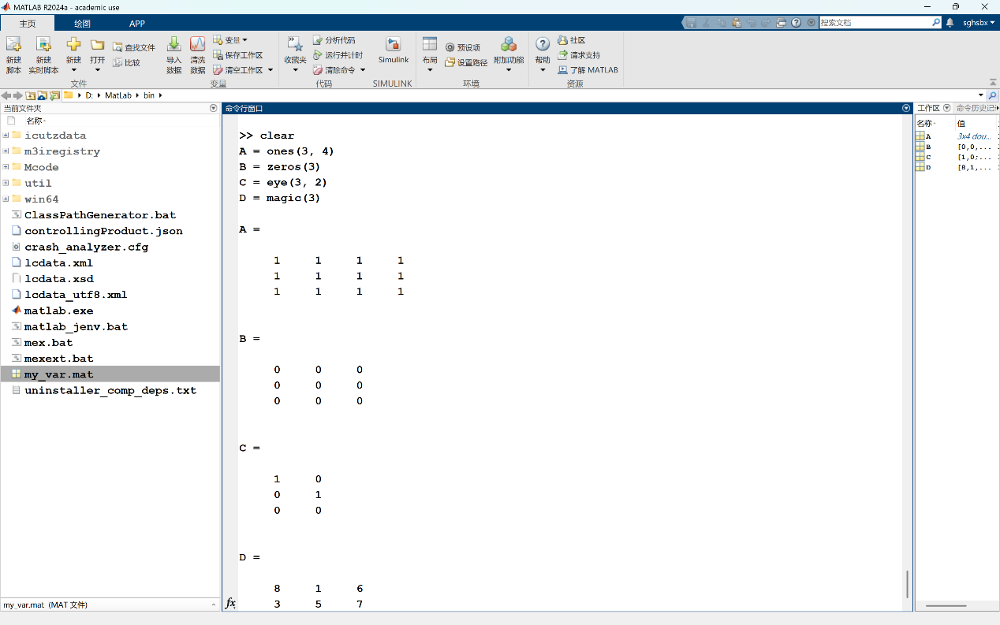 MATLAB R2024a - academic use
主页 绘图 APP
搜索文档 sghsbx
新建脚本 新建实时脚本 新建 打开 查找文件 比较
文件
导入数据 清洗数据 变量 保存工作区 清空工作区
变量
收藏夹 分析代码 运行并计时 清除命令
代码
Simulink
SIMULINK
布局 预设项 设置路径 附加功能
环境
帮助 社区 请求支持 了解 MATLAB
资源
D: MatLab bin
当前文件夹
名称
icutzdata
m3iregistry
Mcode
util
win64
ClassPathGenerator.bat
controllingProduct.json
crash_analyzer.cfg
lcdata.xml
lcdata.xsd
lcdata_utf8.xml
matlab.exe
matlab_jenv.bat
mex.bat
mexext.bat
my_var.mat
uninstaller_comp_deps.txt
my_var.mat (MAT 文件)
命令行窗口
>> clear
A = ones(3, 4)
B = zeros(3)
C = eye(3, 2)
D = magic(3)
A =
1 1 1 1
1 1 1 1
1 1 1 1
B =
0 0 0
0 0 0
0 0 0
C =
1 0
0 1
0 0
D =
8 1 6
3 5 7
fx
工作区 命令历史记
名称 值
A 3x4 dou...
B [0,0,...
C [1,0;...
D [8,1,...